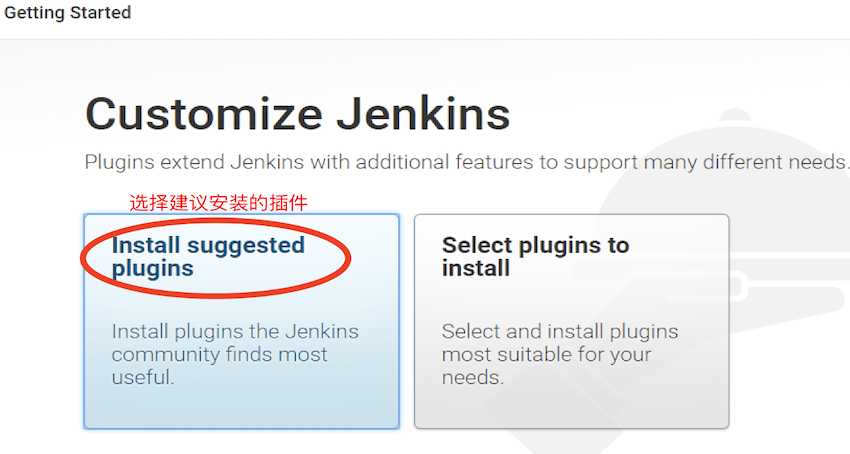 Getting Started
Customize Jenkins
Plugins extend Jenkins with additional features to support many different needs.
选择建议安装的插件
Install suggested
plugins
Install plugins the Jenkins
community finds most
useful.
Select plugins to
install
Select and install plugins
most suitable for your
needs.